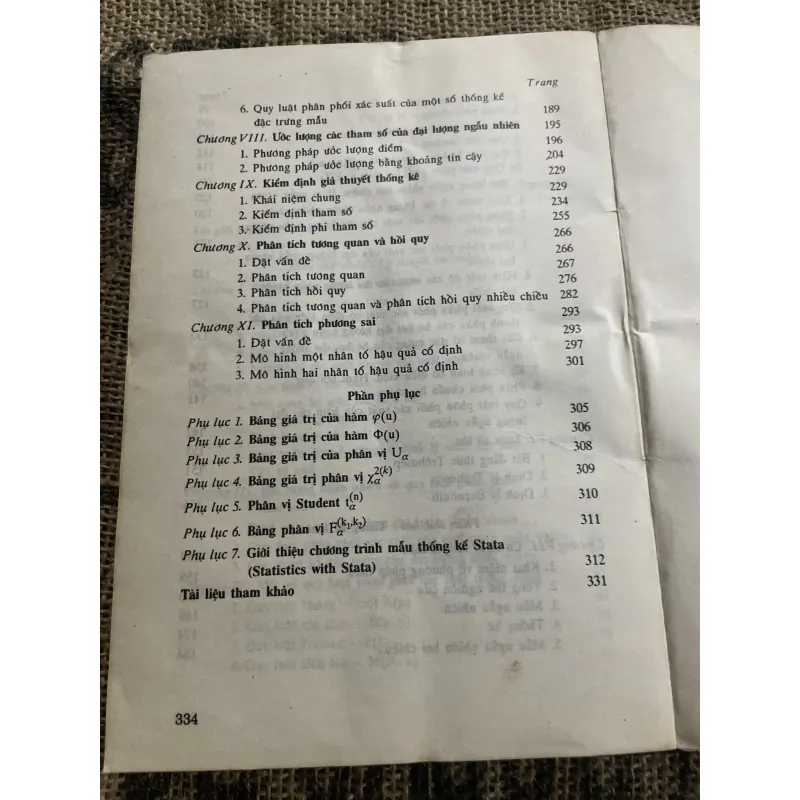 Trang
6. Quy luật phân phối xác suất của một số thống kê
đặc trưng mẫu 189
Chương VIII. Ước lượng các tham số của đại lượng ngẫu nhiên 195
1. Phương pháp ước lượng điểm 196
2. Phương pháp ước lượng bằng khoảng tin cậy 204
Chương IX. Kiểm định giả thuyết thống kê 229
1. Khái niệm chung 229
2. Kiểm định tham số 234
3. Kiểm định phi tham số 255
Chương X. Phân tích tương quan và hồi quy 266
1. Đặt vấn đề 266
2. Phân tích tương quan 267
3. Phân tích hồi quy 276
4. Phân tích tương quan và phân tích hồi quy nhiều chiều 282
Chương XI. Phân tích phương sai 293
1. Đặt vấn đề 293
2. Mô hình một nhân tố hậu quả cố định 297
3. Mô hình hai nhân tố hậu quả cố định 301
Phần phụ lục
Phụ lục 1. Bảng giá trị của hàm φ(u) 305
Phụ lục 2. Bảng giá trị của hàm Φ(u) 306
Phụ lục 3. Bảng giá trị của phân vị Uα 308
Phụ lục 4. Bảng giá trị phân vị χα2(k) 309
Phụ lục 5. Phân vị Student tα(n) 310
Phụ lục 6. Bảng phân vị Fα(k1,k2) 311
Phụ lục 7. Giới thiệu chương trình mẫu thống kê Stata
(Statistics with Stata) 312
Tài liệu tham khảo 331
334